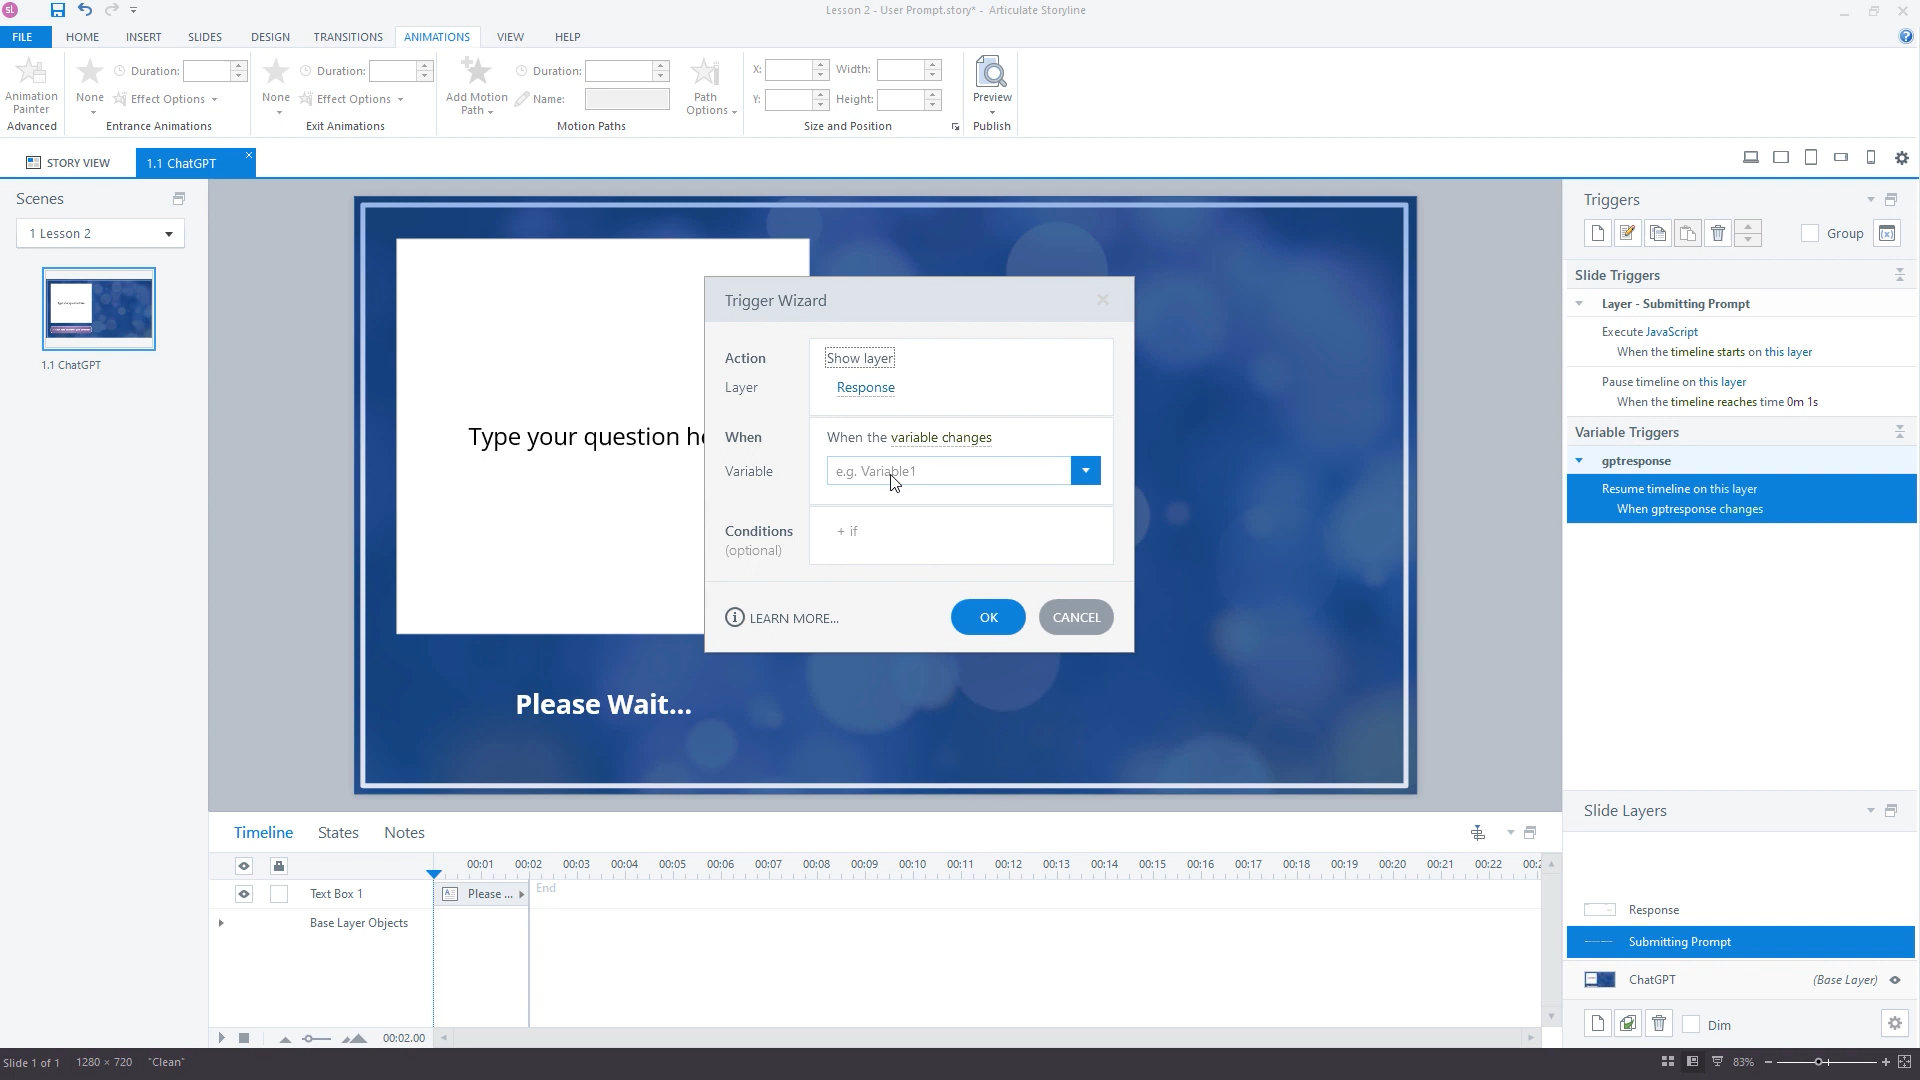 sl
Lesson 2 - User Prompt.story* - Articulate Storyline
FILE HOME INSERT SLIDES DESIGN TRANSITIONS ANIMATIONS VIEW HELP
Animation Painter
Advanced
None
Duration:
Effect Options
Entrance Animations
None
Duration:
Effect Options
Exit Animations
Add Motion Path
Duration:
Name:
Path Options
Motion Paths
X: Width:
Y: Height:
Size and Position
Preview
Publish
STORY VIEW
1.1 ChatGPT
Scenes
1 Lesson 2
1.1 ChatGPT
Type your question he
Please Wait...
Trigger Wizard
Action Show layer
Layer Response
When When the variable changes
Variable e.g. Variable1
Conditions + if
(optional)
LEARN MORE...
OK
CANCEL
Triggers
Group
Slide Triggers
Layer - Submitting Prompt
Execute JavaScript
When the timeline starts on this layer
Pause timeline on this layer
When the timeline reaches time 0m 1s
Variable Triggers
gptresponse
Resume timeline on this layer
When gptresponse changes
Slide Layers
Response
Submitting Prompt
ChatGPT (Base Layer)
Dim
Timeline States Notes
00:01 00:02 00:03 00:04 00:05 00:06 00:07 00:08 00:09 00:10 00:11 00:12 00:13 00:14 00:15 00:16 00:17 00:18 00:19 00:20 00:21 00:22 00:2
Text Box 1 Please ... End
Base Layer Objects
00:02.00
Slide 1 of 1 1280 × 720 "Clean" 83%